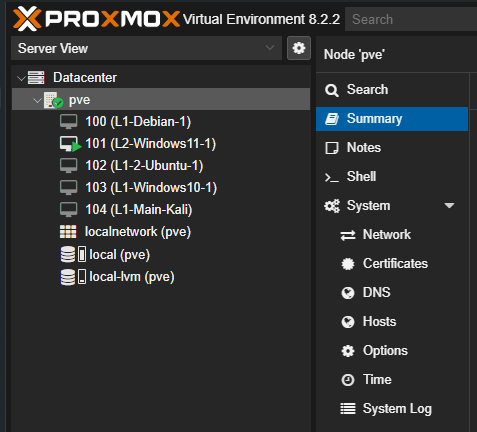 PROXMOX Virtual Environment 8.2.2
Search
Server View
Datacenter
pve
100 (L1-Debian-1)
101 (L2-Windows11-1)
102 (L1-2-Ubuntu-1)
103 (L1-Windows10-1)
104 (L1-Main-Kali)
localnetwork (pve)
local (pve)
local-lvm (pve)
Node 'pve'
Search
Summary
Notes
Shell
System
Network
Certificates
DNS
Hosts
Options
Time
System Log